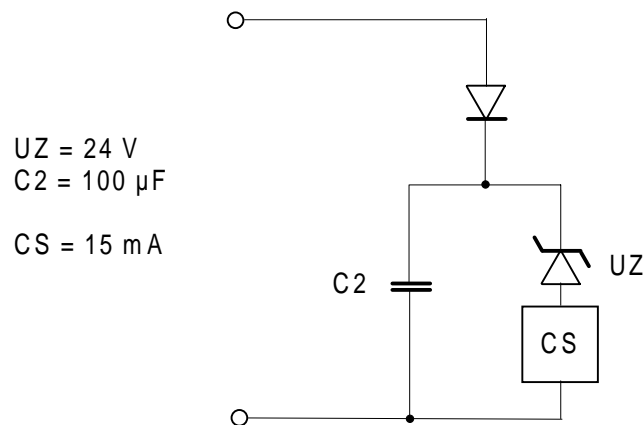 UZ = 24 V
C2 = 100 µF
CS = 15 mA
C2
UZ
CS